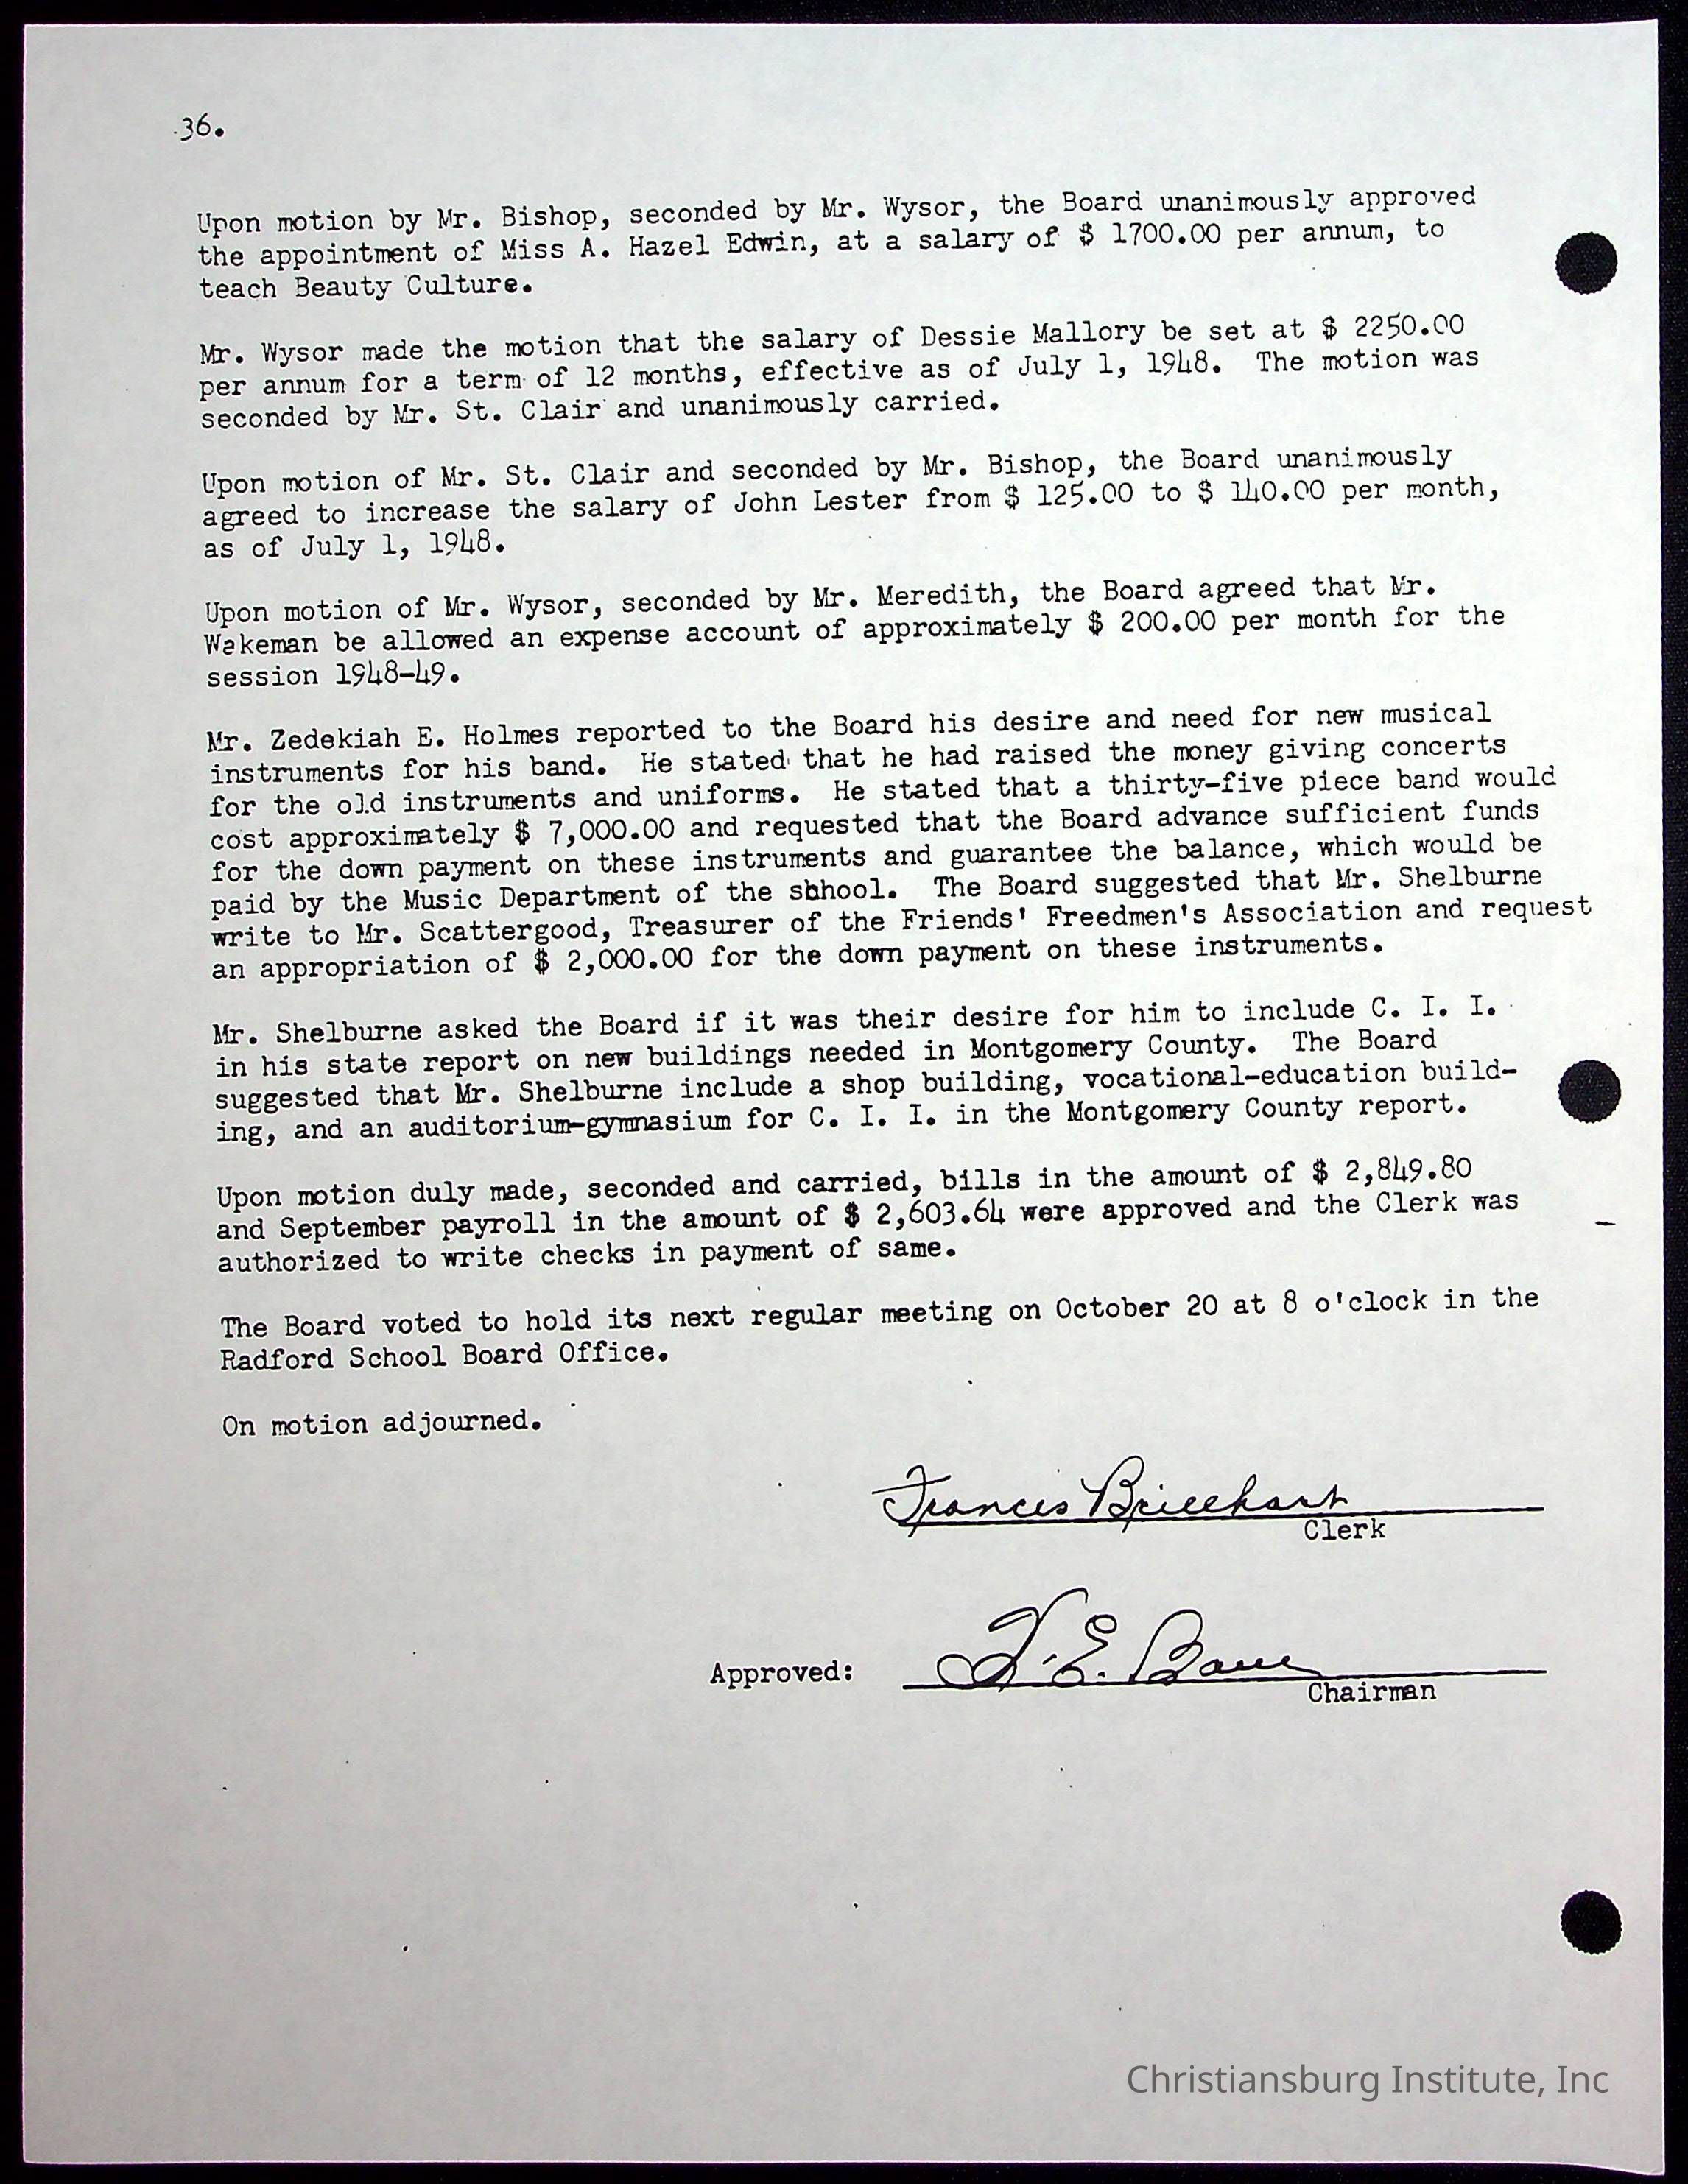 36.
Upon motion by Mr. Bishop, seconded by Mr. Wysor, the Board unanimously approved
the appointment of Miss A. Hazel Edwin, at a salary of $ 1700.00 per annum, to
teach Beauty Culture.
Mr. Wysor made the motion that the salary of Dessie Mallory be set at $ 2250.00
per annum for a term of 12 months, effective as of July 1, 1948. The motion was
seconded by Mr. St. Clair and unanimously carried.
Upon motion of Mr. St. Clair and seconded by Mr. Bishop, the Board unanimously
agreed to increase the salary of John Lester from $ 125.00 to $ 140.00 per month,
as of July 1, 1948.
Upon motion of Mr. Wysor, seconded by Mr. Meredith, the Board agreed that Mr.
Wakeman be allowed an expense account of approximately $ 200.00 per month for the
session 1948-49.
Mr. Zedekiah E. Holmes reported to the Board his desire and need for new musical
instruments for his band. He stated that he had raised the money giving concerts
for the old instruments and uniforms. He stated that a thirty-five piece band would
cost approximately $ 7,000.00 and requested that the Board advance sufficient funds
for the down payment on these instruments and guarantee the balance, which would be
paid by the Music Department of the shhool. The Board suggested that Mr. Shelburne
write to Mr. Scattergood, Treasurer of the Friends' Freedmen's Association and request
an appropriation of $ 2,000.00 for the down payment on these instruments.
Mr. Shelburne asked the Board if it was their desire for him to include C. I. I.
in his state report on new buildings needed in Montgomery County. The Board
suggested that Mr. Shelburne include a shop building, vocational-education build-
ing, and an auditorium-gymnasium for C. I. I. in the Montgomery County report.
Upon motion duly made, seconded and carried, bills in the amount of $ 2,849.80
and September payroll in the amount of $ 2,603.64 were approved and the Clerk was
authorized to write checks in payment of same.
The Board voted to hold its next regular meeting on October 20 at 8 o'clock in the
Radford School Board Office.
On motion adjourned.
Frances Brillhart
Clerk
Approved:
Chairman
Christiansburg Institute, Inc